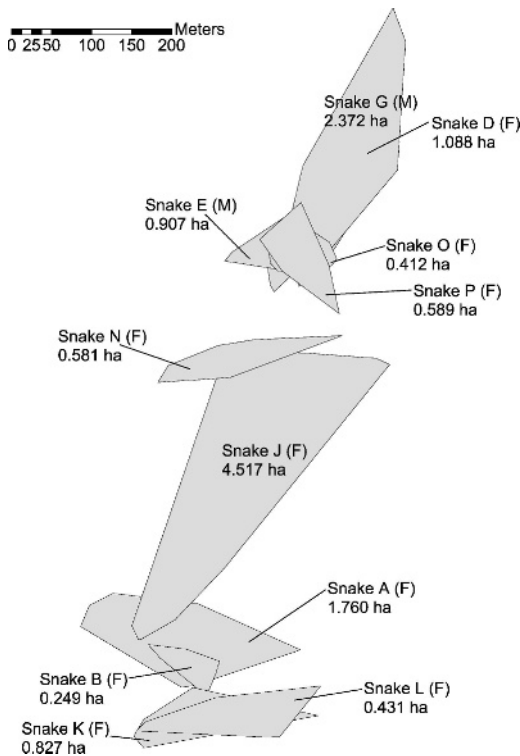 Meters
0 25 50 100 150 200
Snake G (M)
2.372 ha
Snake D (F)
1.088 ha
Snake E (M)
0.907 ha
Snake O (F)
0.412 ha
Snake P (F)
0.589 ha
Snake N (F)
0.581 ha
Snake J (F)
4.517 ha
Snake A (F)
1.760 ha
Snake B (F)
0.249 ha
Snake L (F)
0.431 ha
Snake K (F)
0.827 ha